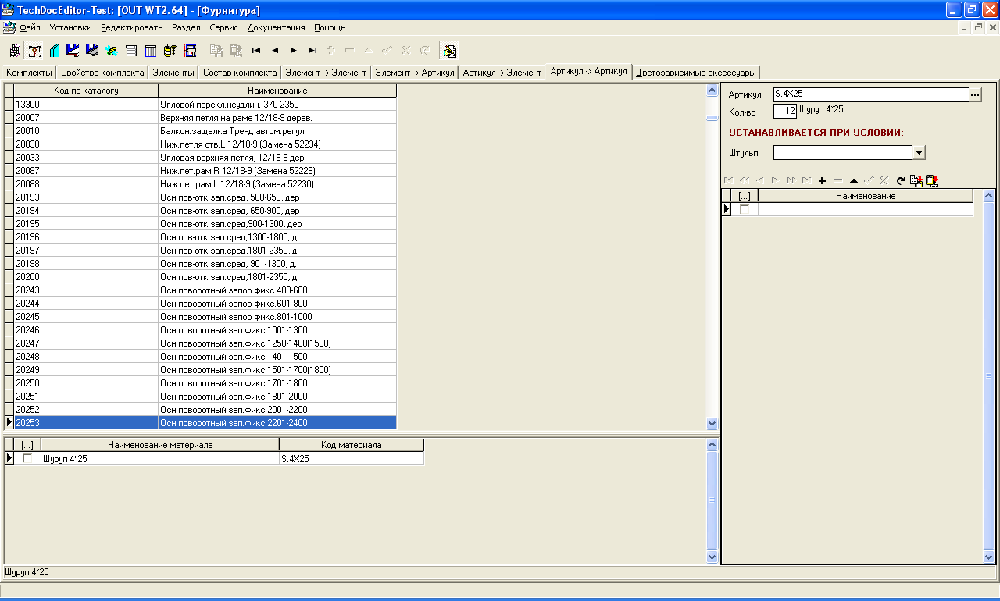 TechDocEditor-Test: [OUT WT2.64] - [Фурнитура]
Файл Установки Редактировать Раздел Сервис Документация Помощь
Комплекты Свойства комплекта Элементы Состав комплекта Элемент -> Элемент Элемент -> Артикул Артикул -> Элемент Артикул -> Артикул Цветозависимые аксессуары
Код по каталогу Наименование
13300 Угловой перекл.неудлин. 370-2350
20007 Верхняя петля на раме 12/18-9 дерев.
20010 Балкон.защелка Тренд автом.регул
20030 Ниж.петля ств.L 12/18-9 (Замена 52234)
20033 Угловая верхняя петля, 12/18-9 дер.
20087 Ниж.пет.рам.R 12/18-9 (Замена 52229)
20088 Ниж.пет.рам.L 12/18-9 (Замена 52230)
20193 Осн.пов-отк.зап.сред, 500-650, дер
20194 Осн.пов-отк.зап.сред, 650-900, дер
20195 Осн.пов-отк.зап.сред,900-1300, дер
20196 Осн.пов-отк.зап.сред,1300-1800, д.
20197 Осн.пов-отк.зап.сред,1801-2350, д.
20198 Осн.пов-отк.зап.сред, 901-1300, д.
20200 Осн.пов-отк.зап.сред,1801-2350, д.
20243 Осн.поворотный запор фикс.400-600
20244 Осн.поворотный запор фикс.601-800
20245 Осн.поворотный запор фикс.801-1000
20246 Осн.поворотный зап.фикс.1001-1300
20247 Осн.поворотный зап.фикс.1250-1400(1500)
20248 Осн.поворотный зап.фикс.1401-1500
20249 Осн.поворотный зап.фикс.1501-1700(1800)
20250 Осн.поворотный зап.фикс.1701-1800
20251 Осн.поворотный зап.фикс.1801-2000
20252 Осн.поворотный зап.фикс.2001-2200
20253 Осн.поворотный зап.фикс.2201-2400
[...] Наименование материала Код материала
Шуруп 4*25 S.4X25
Артикул S.4X25 ...
Кол-во 12 Шуруп 4*25
УСТАНАВЛИВАЕТСЯ ПРИ УСЛОВИИ:
Штульп
[...] Наименование
Шуруп 4*25